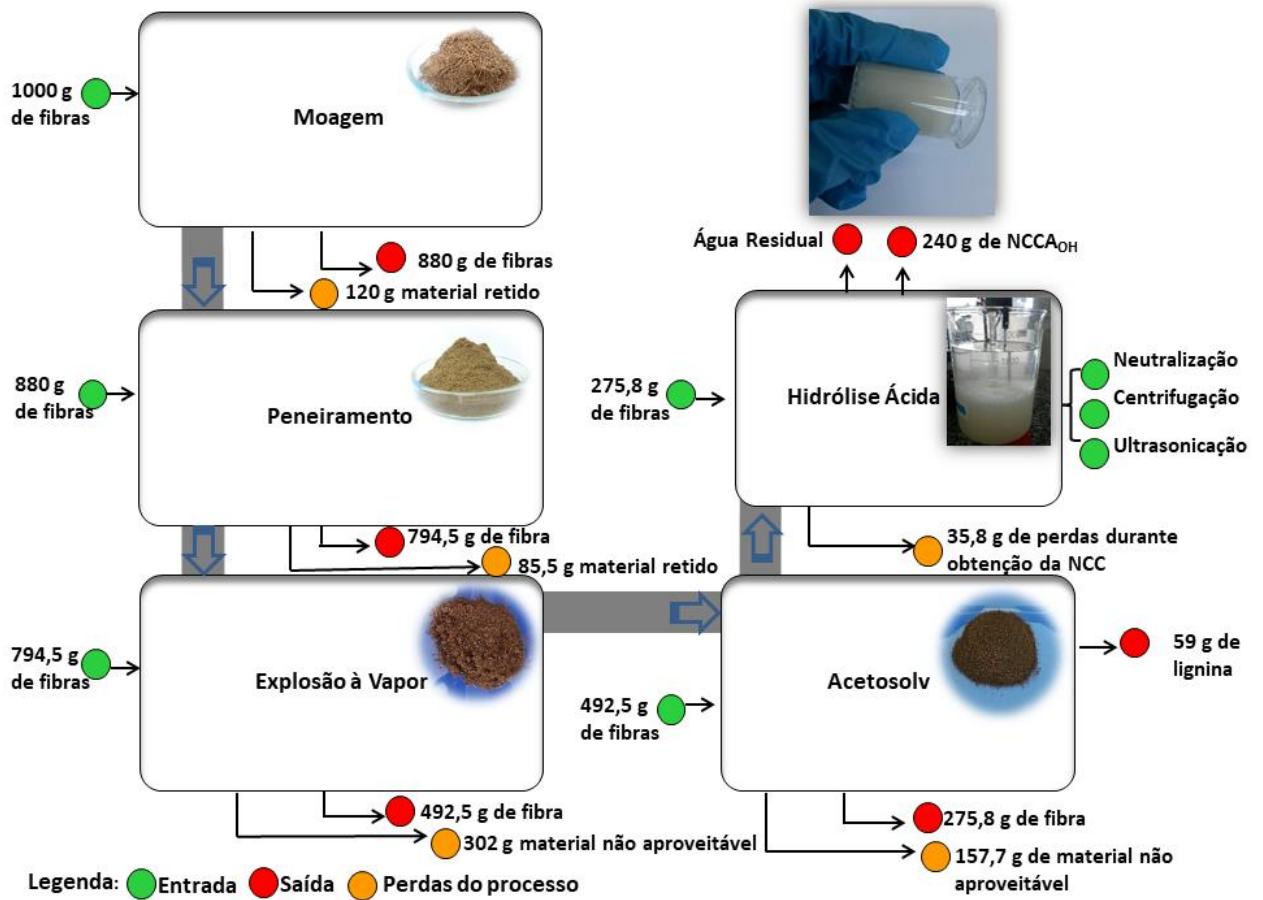 1000 g
de fibras
Moagem
880 g de fibras
120 g material retido
880 g
de fibras
Peneiramento
794,5 g de fibra
85,5 g material retido
794,5 g
de fibras
Explosão à Vapor
492,5 g de fibra
302 g material não aproveitável
492,5 g
de fibras
Acetosolv
59 g de
lignina
275,8 g de fibra
157,7 g de material não
aproveitável
275,8 g
de fibras
Hidrólise Ácida
Neutralização
Centrifugação
Ultrasonicação
35,8 g de perdas durante
obtenção da NCC
Água Residual
240 g de NCCA_OH
Legenda: Entrada Saída Perdas do processo